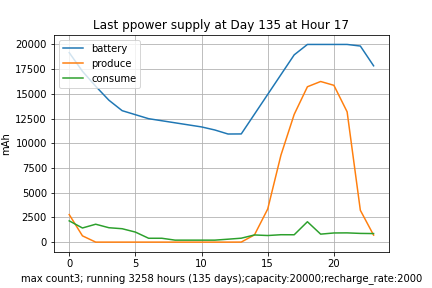 Last ppower supply at Day 135 at Hour 17
20000
17500
15000
12500
10000
7500
5000
2500
0
mAh
battery
produce
consume
0 5 10 15 20
max count3; running 3258 hours (135 days);capacity:20000;recharge_rate:2000